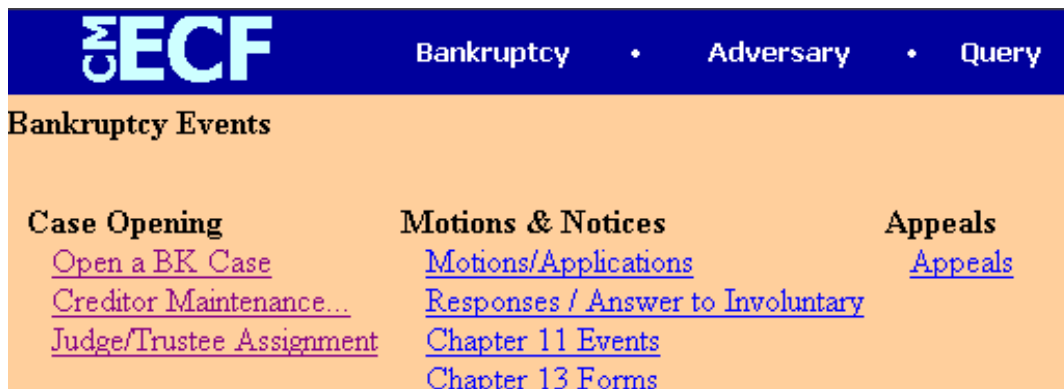 CM ECF Bankruptcy • Adversary • Query
Bankruptcy Events
Case Opening Motions & Notices Appeals
Open a BK Case Motions/Applications Appeals
Creditor Maintenance... Responses / Answer to Involuntary
Judge/Trustee Assignment Chapter 11 Events
Chapter 13 Forms